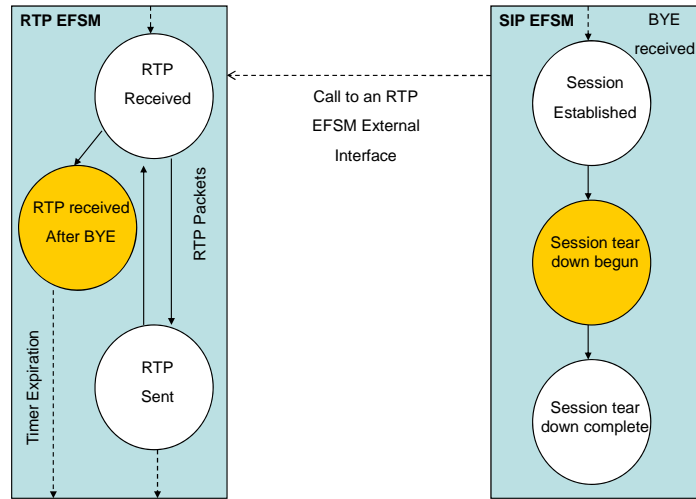 RTP EFSM
RTP
Received
RTP received
After BYE
RTP Packets
RTP
Sent
Timer Expiration
Call to an RTP
EFSM External
Interface
SIP EFSM
BYE
received
Session
Established
Session tear
down begun
Session tear
down complete